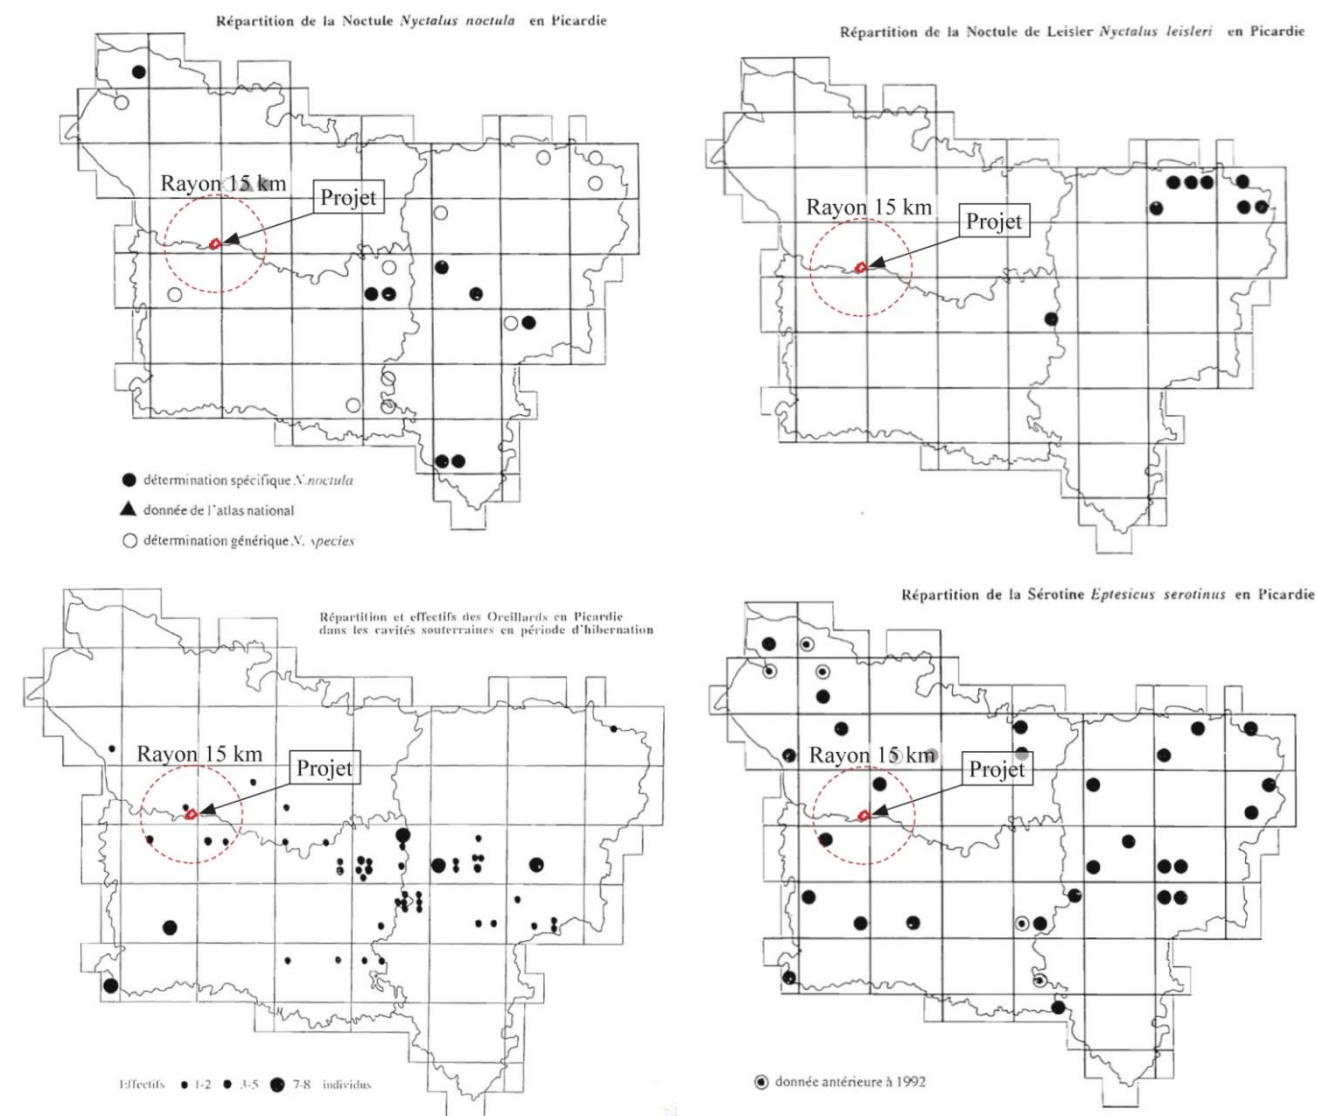 Répartition de la Noctule Nyctalus noctula en Picardie
Rayon 15 km
Projet
détermination spécifique N.noctula
donnée de l'atlas national
détermination générique N. species
Répartition de la Noctule de Leisler Nyctalus leisleri en Picardie
Rayon 15 km
Projet
Répartition et effectifs des Oreillards en Picardie
dans les cavités souterraines en période d'hibernation
Rayon 15 km
Projet
Effectifs 1-2 3-5 7-8 individus
Répartition de la Sérotine Eptesicus serotinus en Picardie
Rayon 15 km
Projet
donnée antérieure à 1992